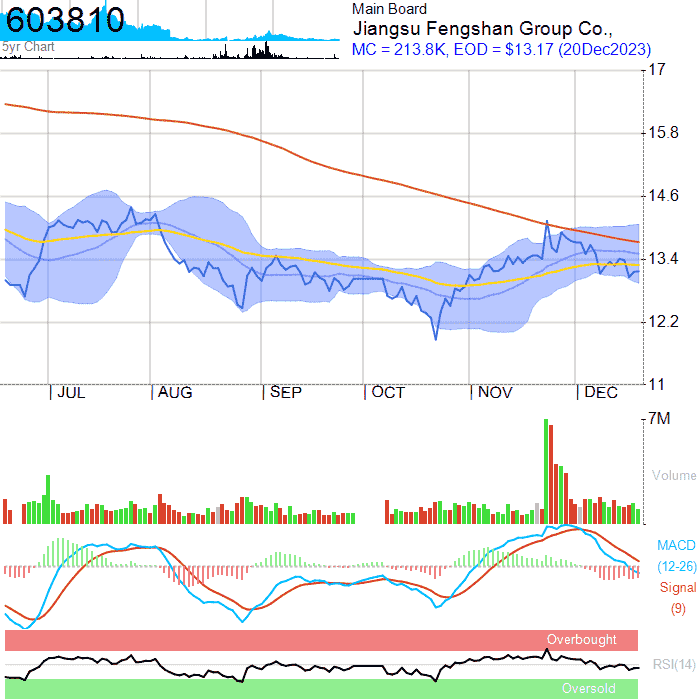 603810
5yr Chart
Main Board
Jiangsu Fengshan Group Co.,
MC = 213.8K, EOD = $13.17 (20Dec2023)
17
15.8
14.6
13.4
12.2
11
JUL
AUG
SEP
OCT
NOV
DEC
7M
Volume
MACD
(12-26)
Signal
(9)
Overbought
RSI(14)
Oversold